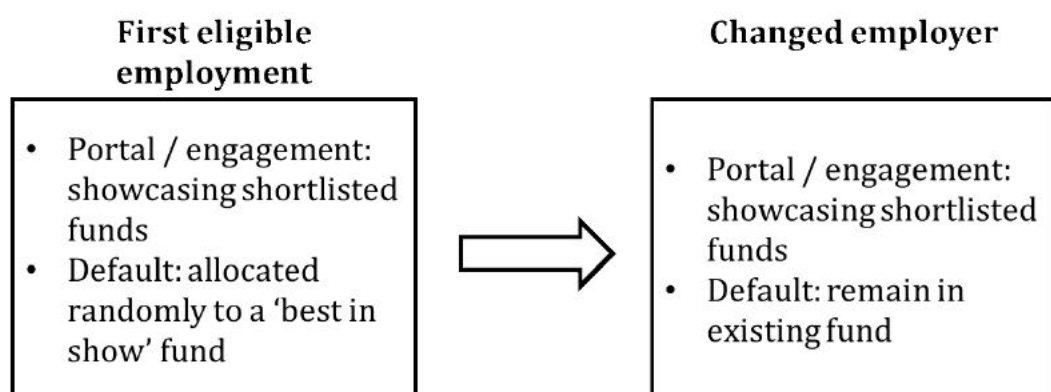 First eligible
employment
• Portal / engagement:
showcasing shortlisted
funds
• Default: allocated
randomly to a ‘best in
show’ fund
Changed employer
• Portal / engagement:
showcasing shortlisted
funds
• Default: remain in
existing fund